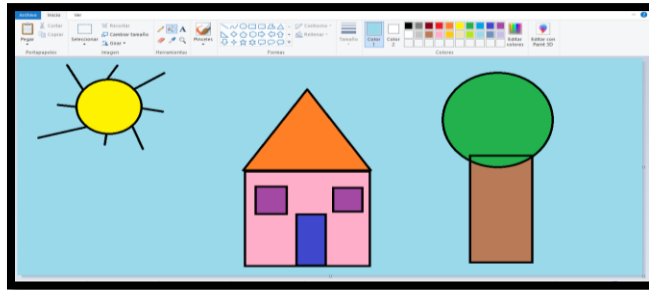 Archivo Inicio Ver
Pegar
Cortar
Copiar
Portapapeles
Seleccionar
Recortar
Cambiar tamaño
Girar
Imagen
A
Herramientas
Pinceles
Contorno
Rellenar
Formas
Tamaño
Color
1
Color
2
Colores
Editar
colores
Editar con
Paint 3D